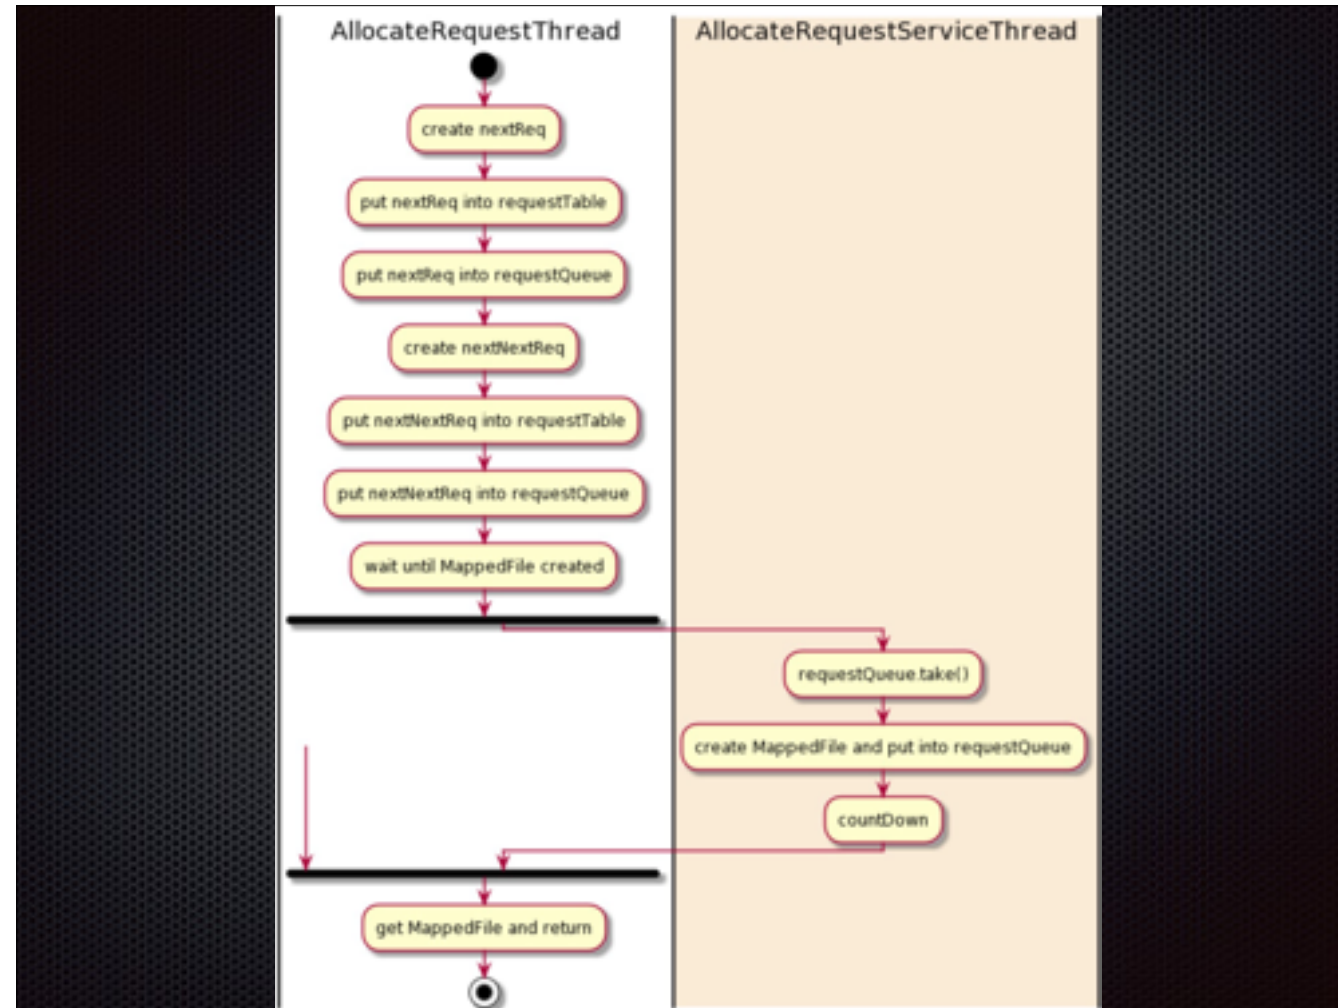 AllocateRequestThread
AllocateRequestServiceThread
create nextReq
put nextReq into requestTable
put nextReq into requestQueue
create nextNextReq
put nextNextReq into requestTable
put nextNextReq into requestQueue
wait until MappedFile created
requestQueue.take()
create MappedFile and put into requestQueue
countDown
get MappedFile and return